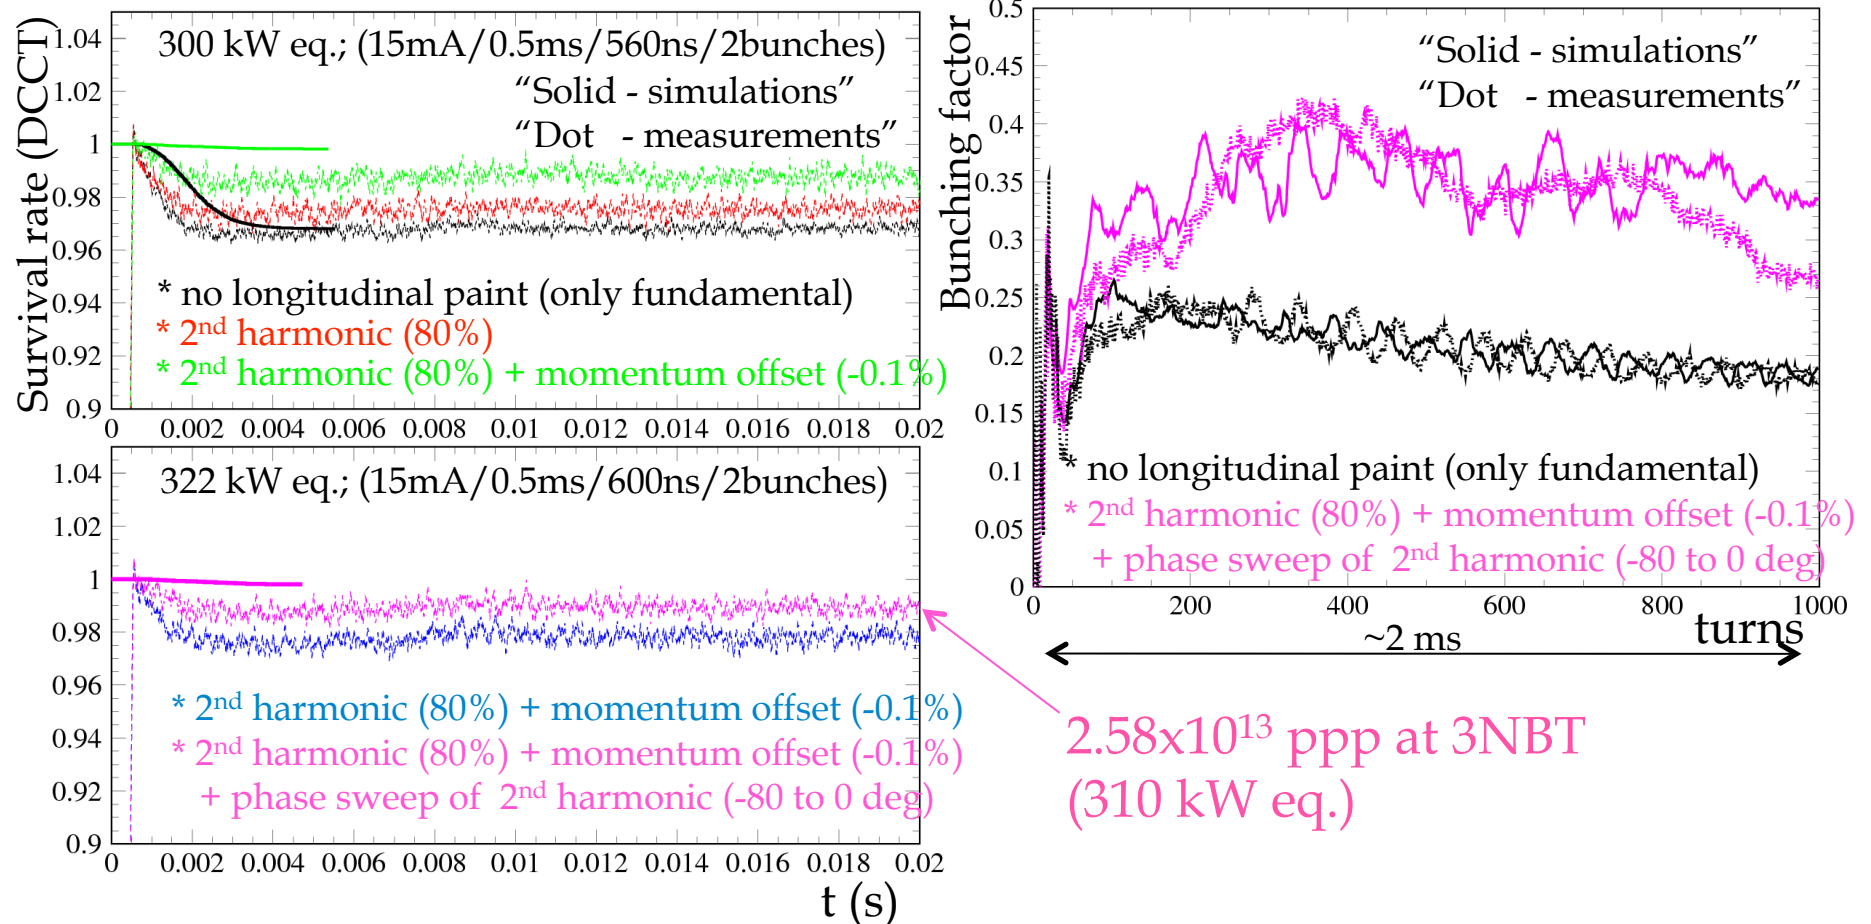 Survival rate (DCCT)
1.04
1.02
1
0.98
0.96
0.94
0.92
0.9
300 kW eq.; (15mA/0.5ms/560ns/2bunches)
“Solid - simulations”
“Dot - measurements”
* no longitudinal paint (only fundamental)
* 2nd harmonic (80%)
* 2nd harmonic (80%) + momentum offset (-0.1%)
0 0.002 0.004 0.006 0.008 0.01 0.012 0.014 0.016 0.018 0.02
1.04
1.02
1
0.98
0.96
0.94
0.92
0.9
322 kW eq.; (15mA/0.5ms/600ns/2bunches)
* 2nd harmonic (80%) + momentum offset (-0.1%)
* 2nd harmonic (80%) + momentum offset (-0.1%)
+ phase sweep of 2nd harmonic (-80 to 0 deg)
0 0.002 0.004 0.006 0.008 0.01 0.012 0.014 0.016 0.018 0.02
t (s)
Bunching factor
0.5
0.45
0.4
0.35
0.3
0.25
0.2
0.15
0.1
0.05
0
“Solid - simulations”
“Dot - measurements”
* no longitudinal paint (only fundamental)
* 2nd harmonic (80%) + momentum offset (-0.1%)
+ phase sweep of 2nd harmonic (-80 to 0 deg)
0 200 400 600 800 1000
turns
~2 ms
2.58x10¹³ ppp at 3NBT
(310 kW eq.)